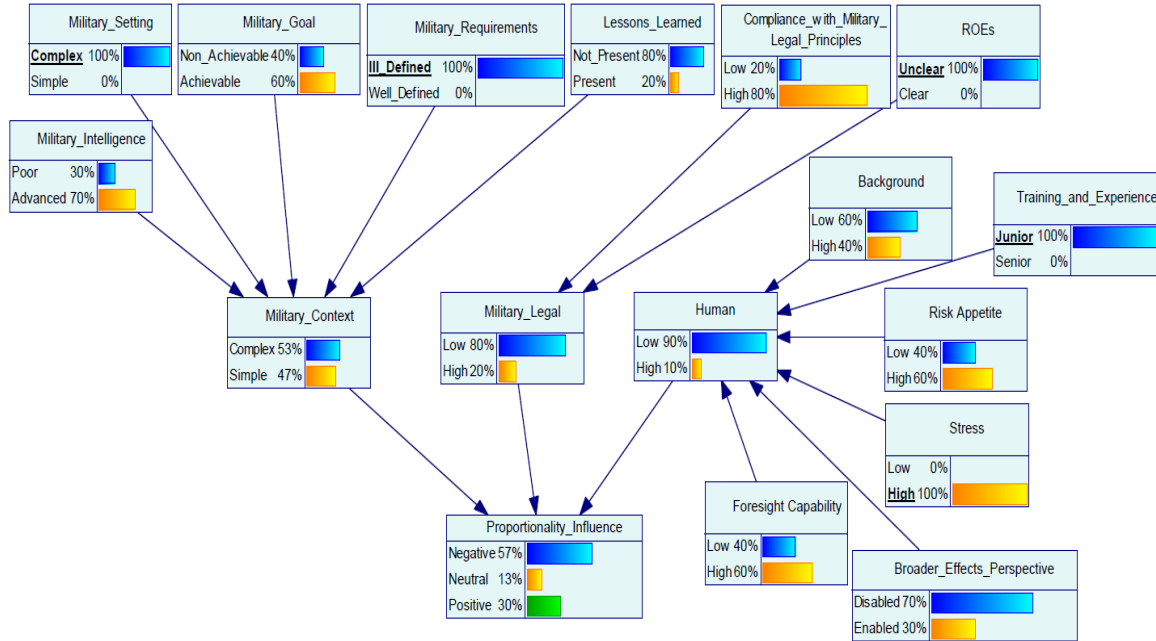 Military_Setting
Complex 100%
Simple 0%
Military_Goal
Non_Achievable 40%
Achievable 60%
Military_Requirements
Ill_Defined 100%
Well_Defined 0%
Lessons_Learned
Not_Present 80%
Present 20%
Compliance_with_Military_
Legal_Principles
Low 20%
High 80%
ROEs
Unclear 100%
Clear 0%
Military_Intelligence
Poor 30%
Advanced 70%
Background
Low 60%
High 40%
Training_and_Experience
Junior 100%
Senior 0%
Military_Context
Complex 53%
Simple 47%
Military_Legal
Low 80%
High 20%
Human
Low 90%
High 10%
Risk Appetite
Low 40%
High 60%
Stress
Low 0%
High 100%
Foresight Capability
Low 40%
High 60%
Proportionality_Influence
Negative 57%
Neutral 13%
Positive 30%
Broader_Effects_Perspective
Disabled 70%
Enabled 30%